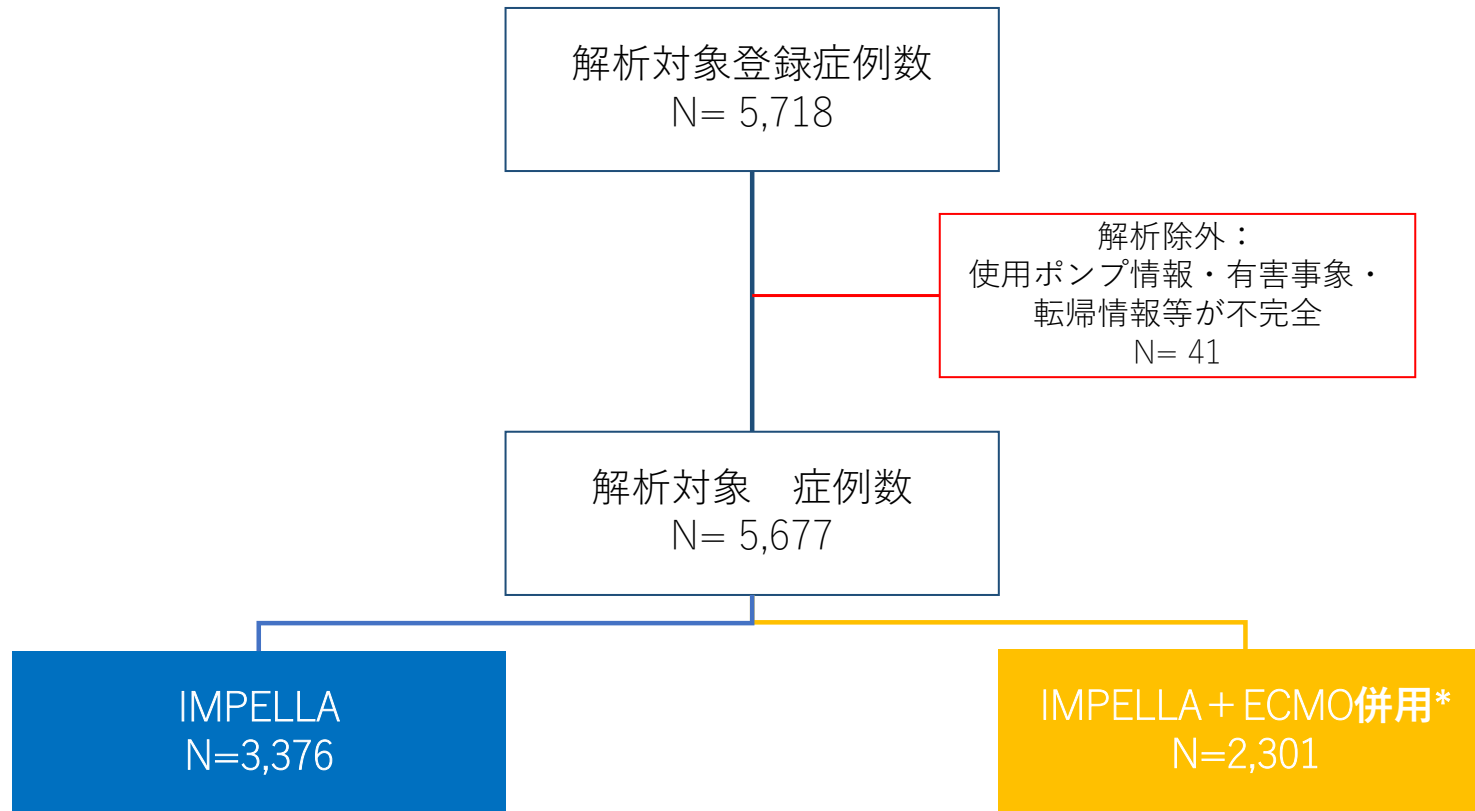 解析対象登録症例数
N= 5,718
解析除外：
使用ポンプ情報・有害事象・
転帰情報等が不完全
N= 41
解析対象　症例数
N= 5,677
IMPELLA
N=3,376
IMPELLA＋ECMO併用*
N=2,301